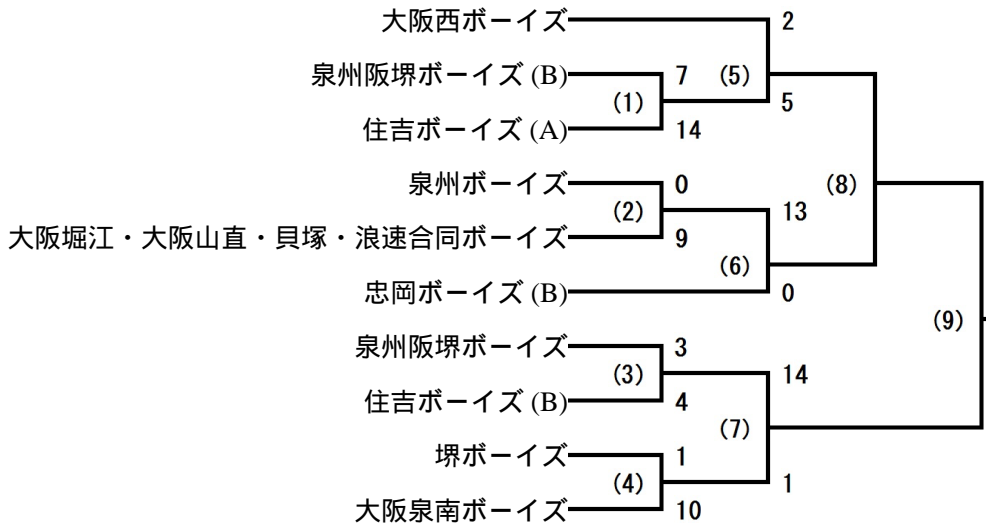 大阪西ボーイズ 2
泉州阪堺ボーイズ (B) 7 (5)
(1) 5
住吉ボーイズ (A) 14
泉州ボーイズ 0 (8)
(2) 13
大阪堀江・大阪山直・貝塚・浪速合同ボーイズ 9
(6)
忠岡ボーイズ (B) 0
(9)
泉州阪堺ボーイズ 3
(3) 14
住吉ボーイズ (B) 4
(7)
堺ボーイズ 1
(4) 1
大阪泉南ボーイズ 10